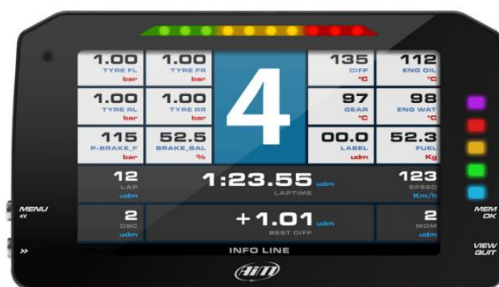 1.00
TYRE FL
bar
1.00
TYRE FR
bar
4
135
DIFF
°C
112
ENG OIL
°C
1.00
TYRE RL
bar
1.00
TYRE RR
bar
97
GEAR
°C
98
ENG WAT
°C
115
P-BRAKE_F
bar
52.5
BRAKE_BAL
%
00.0
LABEL
udm
52.3
FUEL
Kg
12
LAP
udm
1:23.55 udm
LAPTIME
123
SPEED
Km/h
2
OSC
udm
+1.01 udm
BEST DIFF
2
MGM
udm
INFO LINE
MENU
<<
>>
MEM
OK
VIEW
QUIT
AiM